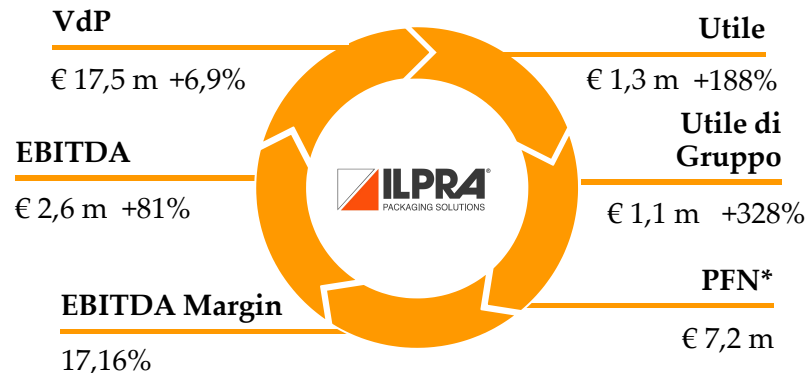 VdP
€ 17,5 m +6,9%
Utile
€ 1,3 m +188%
EBITDA
€ 2,6 m +81%
Utile di
Gruppo
€ 1,1 m +328%
ILPRA®
PACKAGING SOLUTIONS
EBITDA Margin
17,16%
PFN*
€ 7,2 m